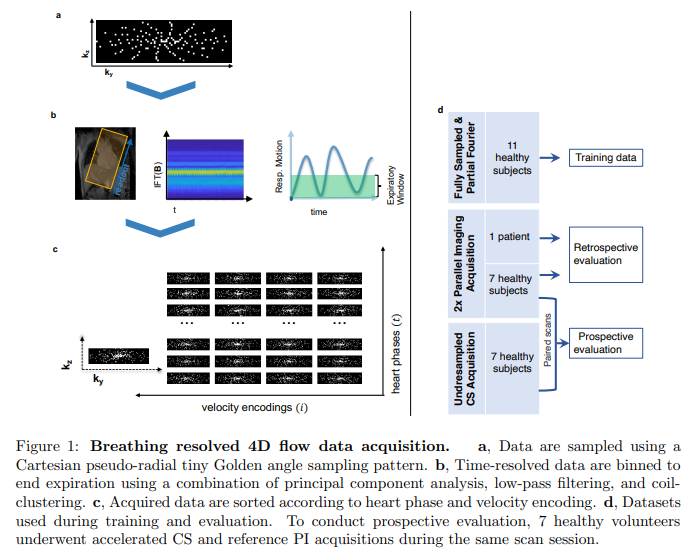 a
kz
ky
b
readout
IFT(B)
t
Resp. Motion
time
Expiratory
Window
c
kz
ky
...
...
...
...
velocity encodings (i)
heart phases (t)
d
Fully Sampled &
Partial Fourier
11
healthy
subjects
Training data
2x Parallel Imaging
Acquisition
1 patient
7 healthy
subjects
Retrospective
evaluation
Undresampled
CS Acquisition
7 healthy
subjects
Paired scans
Prospective
evaluation
Figure 1: Breathing resolved 4D flow data acquisition. a, Data are sampled using a
Cartesian pseudo-radial tiny Golden angle sampling pattern. b, Time-resolved data are binned to
end expiration using a combination of principal component analysis, low-pass filtering, and coil-
clustering. c, Acquired data are sorted according to heart phase and velocity encoding. d, Datasets
used during training and evaluation. To conduct prospective evaluation, 7 healthy volunteers
underwent accelerated CS and reference PI acquisitions during the same scan session.